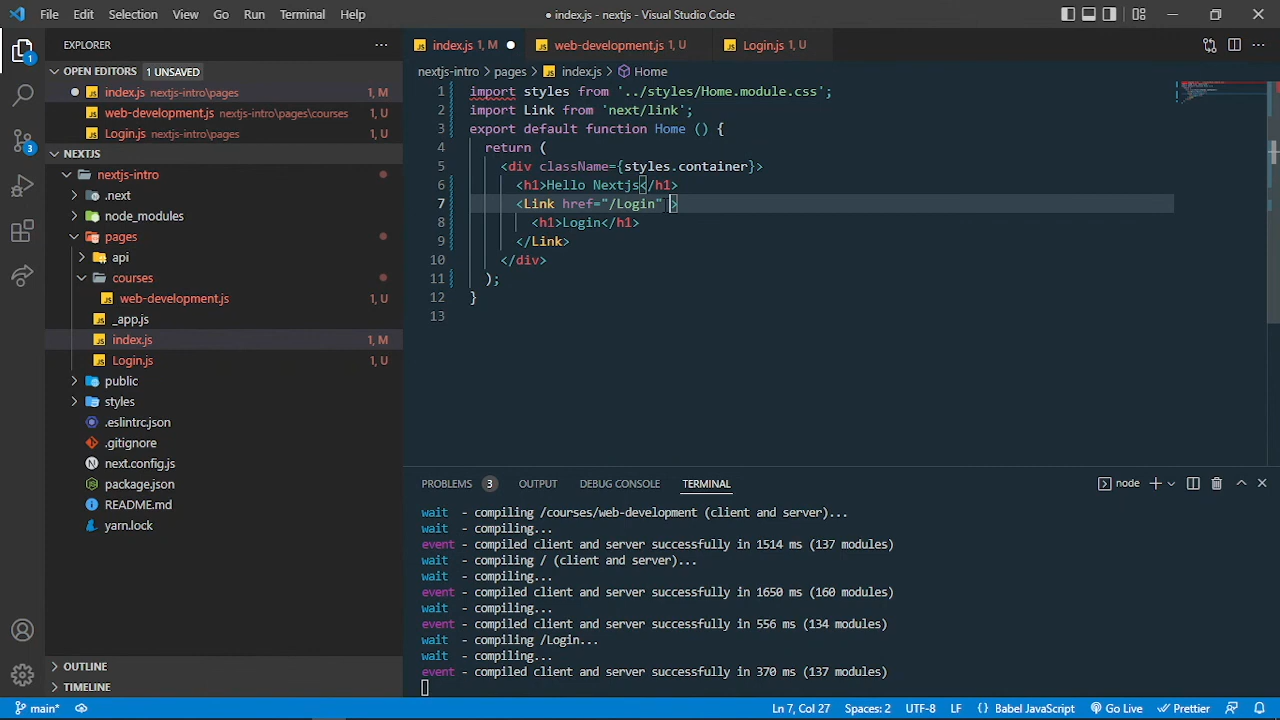 File Edit Selection View Go Run Terminal Help
● index.js - nextjs - Visual Studio Code
EXPLORER
OPEN EDITORS 1 UNSAVED
index.js nextjs-intro\pages 1, M
web-development.js nextjs-intro\pages\courses 1, U
Login.js nextjs-intro\pages 1, U
NEXTJS
nextjs-intro
.next
node_modules
pages
api
courses
web-development.js 1, U
_app.js
index.js 1, M
Login.js 1, U
public
styles
.eslintrc.json
.gitignore
next.config.js
package.json
README.md
yarn.lock
OUTLINE
TIMELINE
1
3
index.js 1, M web-development.js 1, U Login.js 1, U
nextjs-intro > pages > index.js > Home
1 import styles from '../styles/Home.module.css';
2 import Link from 'next/link';
3 export default function Home () {
4 return (
5 <div className={styles.container}>
6 <h1>Hello Nextjs</h1>
7 <Link href="/Login" >
8 <h1>Login</h1>
9 </Link>
10 </div>
11 );
12 }
13
PROBLEMS 3 OUTPUT DEBUG CONSOLE TERMINAL node
wait - compiling /courses/web-development (client and server)...
wait - compiling...
event - compiled client and server successfully in 1514 ms (137 modules)
wait - compiling / (client and server)...
wait - compiling...
event - compiled client and server successfully in 1650 ms (160 modules)
wait - compiling...
event - compiled client and server successfully in 556 ms (134 modules)
wait - compiling /Login...
wait - compiling...
event - compiled client and server successfully in 370 ms (137 modules)
main* Ln 7, Col 27 Spaces: 2 UTF-8 LF { } Babel JavaScript Go Live Prettier